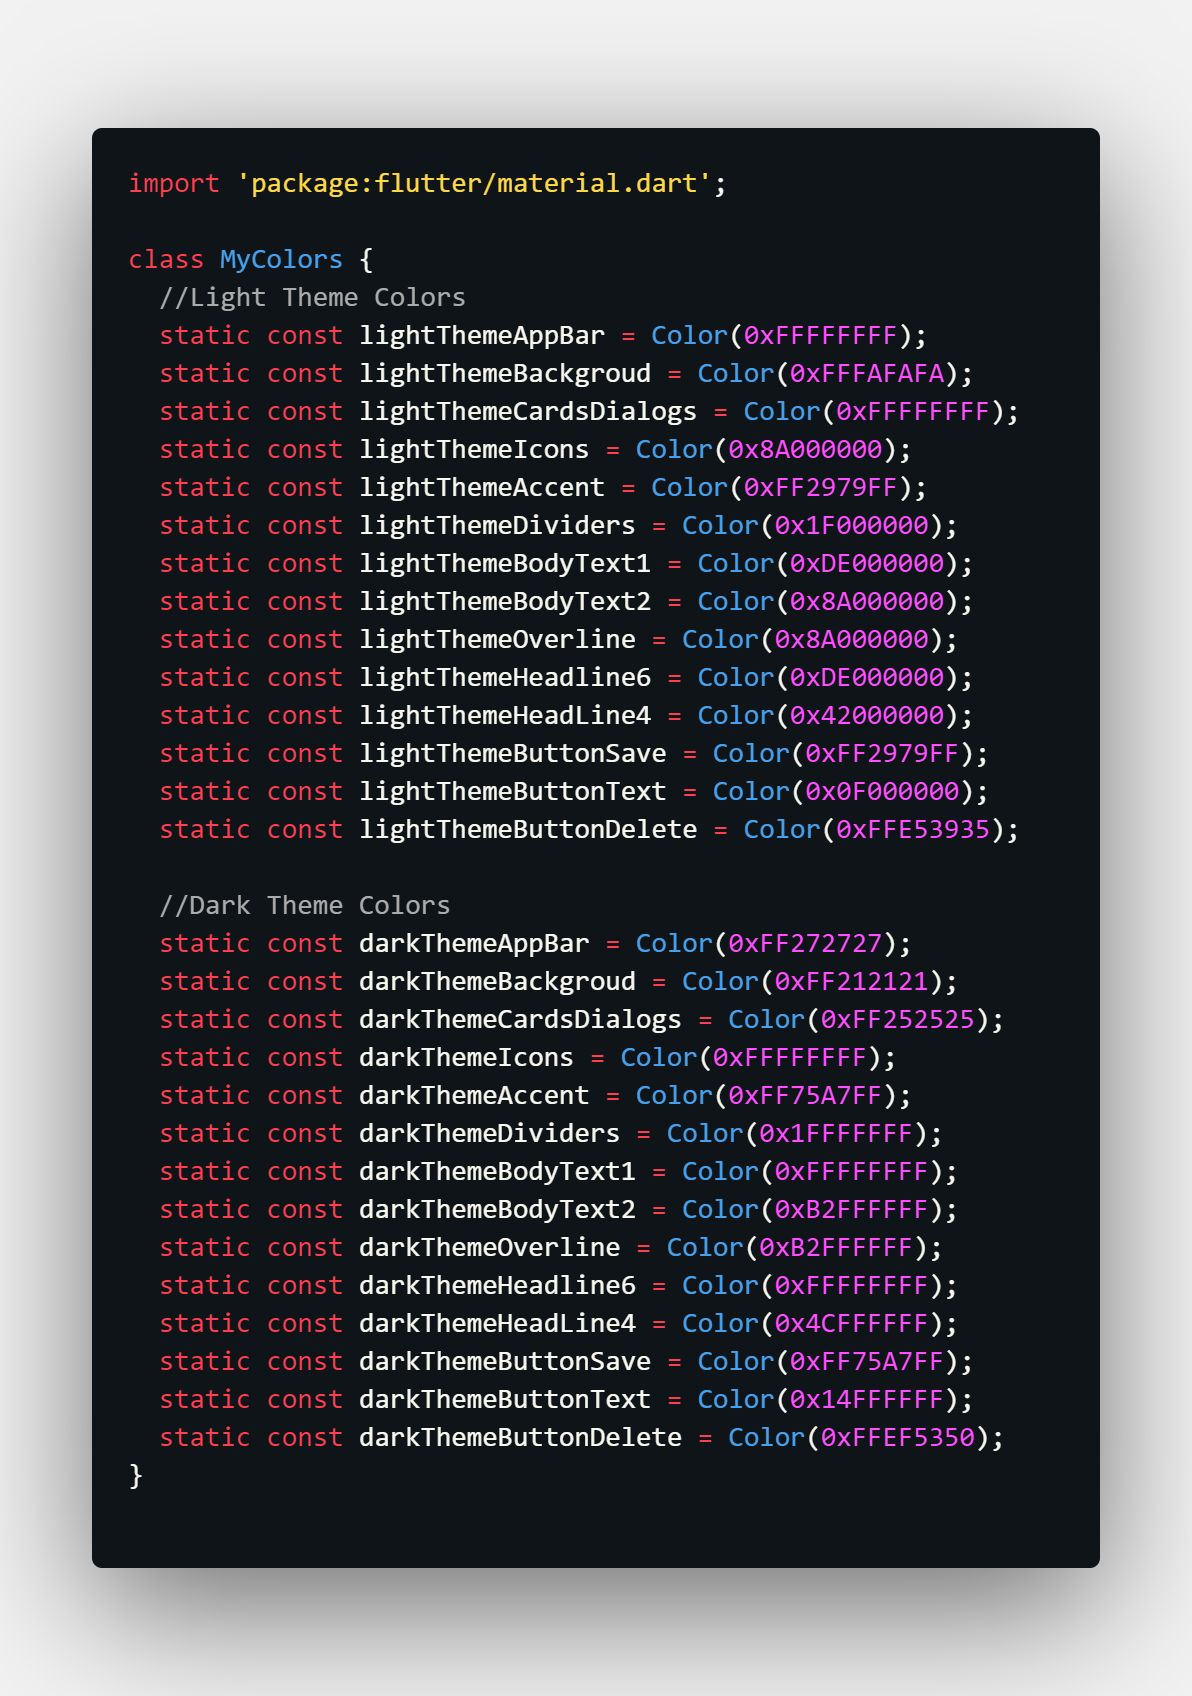 import 'package:flutter/material.dart';

class MyColors {
  //Light Theme Colors
  static const lightThemeAppBar = Color(0xFFFFFFFF);
  static const lightThemeBackgroud = Color(0xFFFAFAFA);
  static const lightThemeCardsDialogs = Color(0xFFFFFFFF);
  static const lightThemeIcons = Color(0x8A000000);
  static const lightThemeAccent = Color(0xFF2979FF);
  static const lightThemeDividers = Color(0x1F000000);
  static const lightThemeBodyText1 = Color(0xDE000000);
  static const lightThemeBodyText2 = Color(0x8A000000);
  static const lightThemeOverline = Color(0x8A000000);
  static const lightThemeHeadline6 = Color(0xDE000000);
  static const lightThemeHeadLine4 = Color(0x42000000);
  static const lightThemeButtonSave = Color(0xFF2979FF);
  static const lightThemeButtonText = Color(0x0F000000);
  static const lightThemeButtonDelete = Color(0xFFE53935);

  //Dark Theme Colors
  static const darkThemeAppBar = Color(0xFF272727);
  static const darkThemeBackgroud = Color(0xFF212121);
  static const darkThemeCardsDialogs = Color(0xFF252525);
  static const darkThemeIcons = Color(0xFFFFFFFF);
  static const darkThemeAccent = Color(0xFF75A7FF);
  static const darkThemeDividers = Color(0x1FFFFFFF);
  static const darkThemeBodyText1 = Color(0xFFFFFFFF);
  static const darkThemeBodyText2 = Color(0xB2FFFFFF);
  static const darkThemeOverline = Color(0xB2FFFFFF);
  static const darkThemeHeadline6 = Color(0xFFFFFFFF);
  static const darkThemeHeadLine4 = Color(0x4CFFFFFF);
  static const darkThemeButtonSave = Color(0xFF75A7FF);
  static const darkThemeButtonText = Color(0x14FFFFFF);
  static const darkThemeButtonDelete = Color(0xFFEF5350);
}